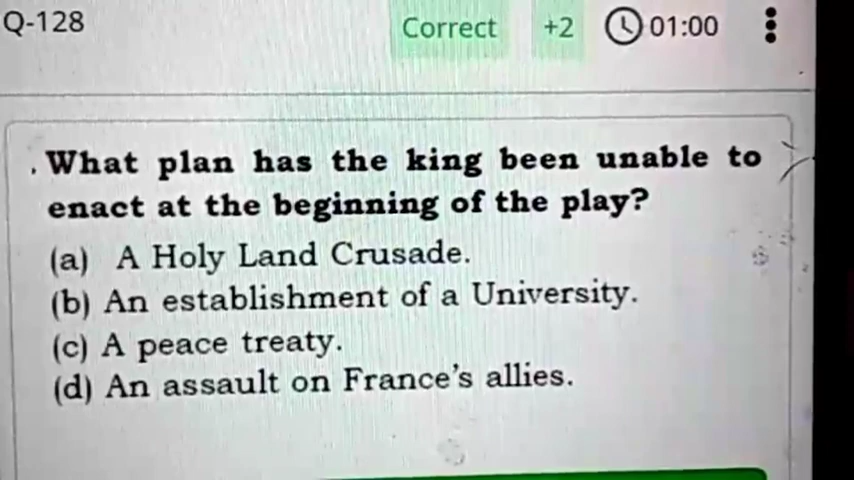 Q-128 Correct +2 01:00
. What plan has the king been unable to
enact at the beginning of the play?
(a) A Holy Land Crusade.
(b) An establishment of a University.
(c) A peace treaty.
(d) An assault on France's allies.